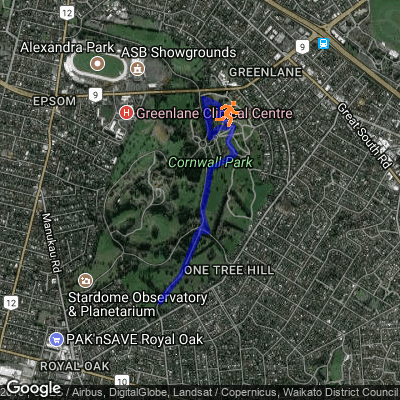 12
Alexandra Park
ASB Showgrounds
9
GREENLANE
EPSOM
9
H
Greenlane Clinical Centre
Great South Rd
Cornwall Park
Manukau Rd
ONE TREE HILL
Stardome Observatory
& Planetarium
12
PAK'nSAVE Royal Oak
ROYAL OAK
10
Google
/ Airbus, DigitalGlobe, Landsat / Copernicus, Waikato District Council